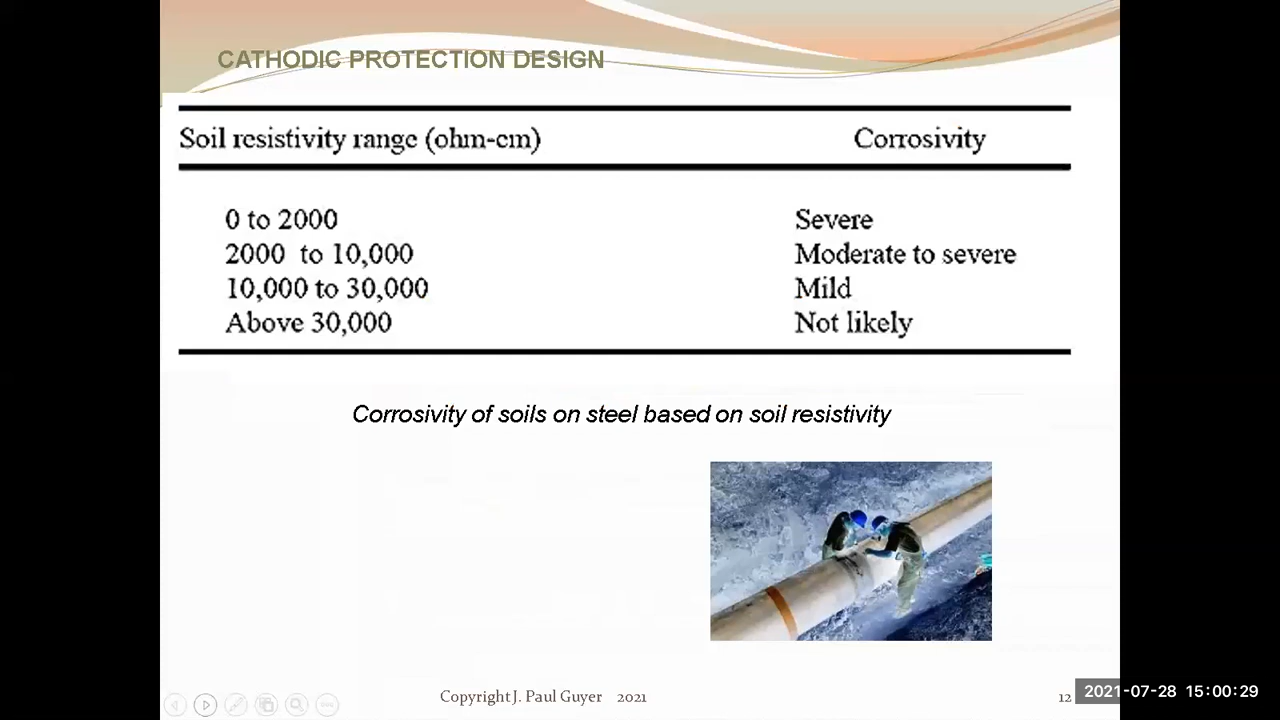 CATHODIC PROTECTION DESIGN
Soil resistivity range (ohm-cm) Corrosivity
0 to 2000 Severe
2000 to 10,000 Moderate to severe
10,000 to 30,000 Mild
Above 30,000 Not likely
Corrosivity of soils on steel based on soil resistivity
Copyright J. Paul Guyer 2021
12
2021-07-28 15:00:29